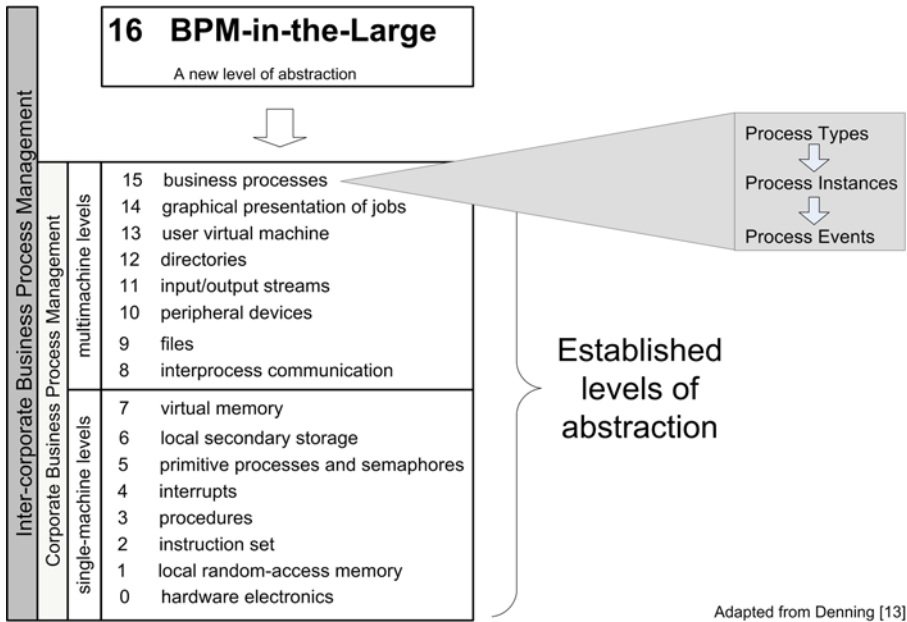 16 BPM-in-the-Large
A new level of abstraction
Inter-corporate Business Process Management
Corporate Business Process Management
multimachine levels
15 business processes
14 graphical presentation of jobs
13 user virtual machine
12 directories
11 input/output streams
10 peripheral devices
9 files
8 interprocess communication
single-machine levels
7 virtual memory
6 local secondary storage
5 primitive processes and semaphores
4 interrupts
3 procedures
2 instruction set
1 local random-access memory
0 hardware electronics
Process Types
Process Instances
Process Events
Established
levels of
abstraction
Adapted from Denning [13]